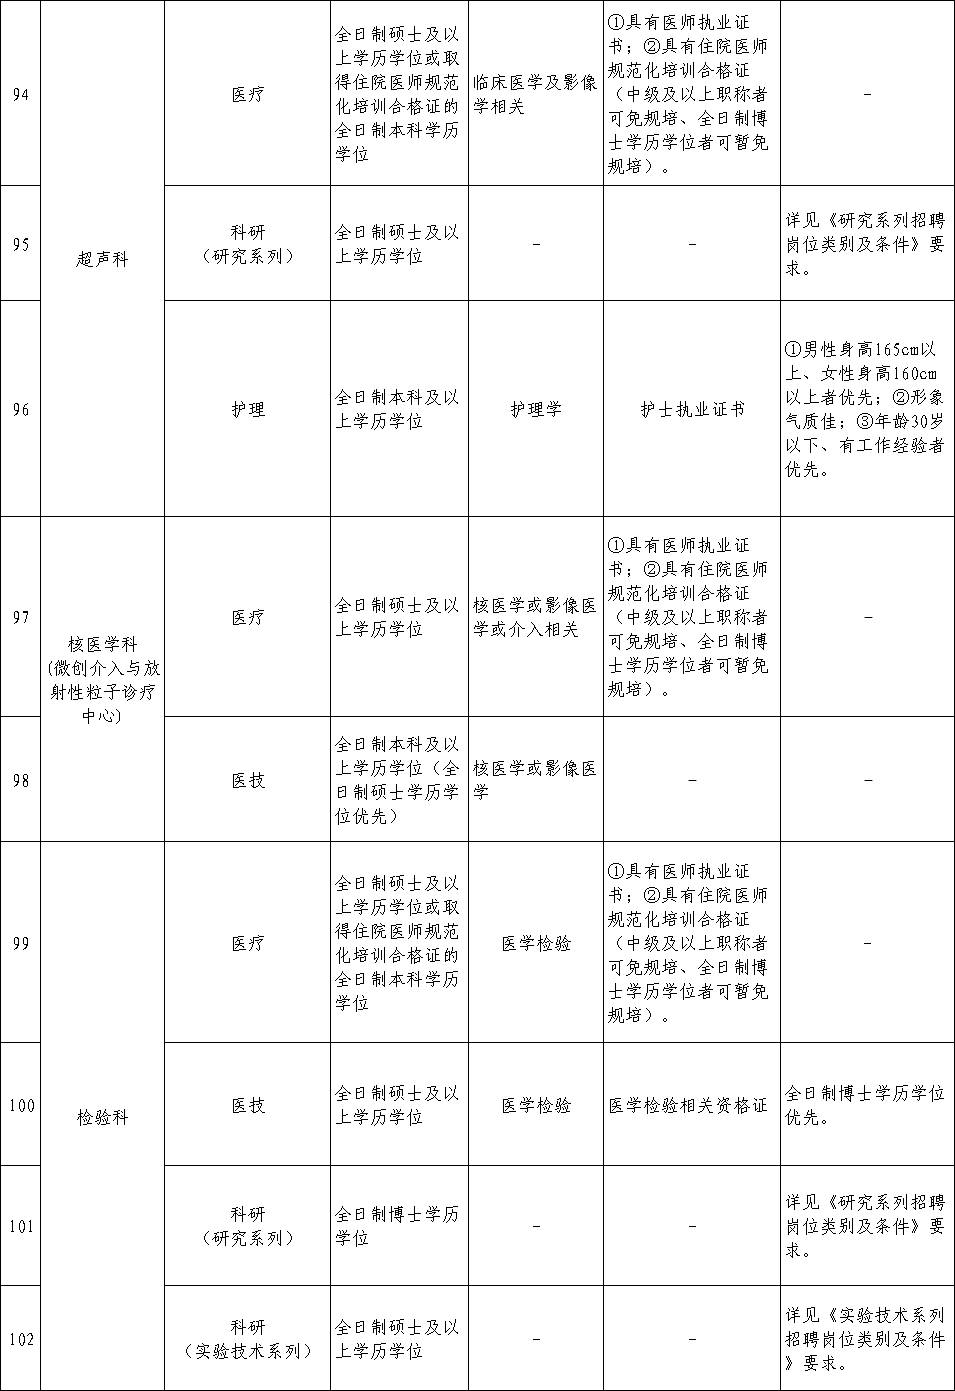 94
超声科
医疗
全日制硕士及以
上学历学位或取
得住院医师规范
化培训合格证的
全日制本科学历
学位
临床医学及影像
学相关
①具有医师执业证
书；②具有住院医师
规范化培训合格证
（中级及以上职称者
可免规培、全日制博
士学历学位者可暂免
规培）。
-
95
科研
（研究系列）
全日制硕士及以
上学历学位
-
-
详见《研究系列招聘
岗位类别及条件》要
求。
96
护理
全日制本科及以
上学历学位
护理学
护士执业证书
①男性身高165cm以
上、女性身高160cm
以上者优先；②形象
气质佳；③年龄30岁
以下、有工作经验者
优先。
97
核医学科
(微创介入与放
射性粒子诊疗
中心)
医疗
全日制硕士及以
上学历学位
核医学或影像医
学或介入相关
①具有医师执业证
书；②具有住院医师
规范化培训合格证
（中级及以上职称者
可免规培、全日制博
士学历学位者可暂免
规培）。
-
98
医技
全日制本科及以
上学历学位（全
日制硕士学历学
位优先）
核医学或影像医
学
-
-
99
检验科
医疗
全日制硕士及以
上学历学位或取
得住院医师规范
化培训合格证的
全日制本科学历
学位
医学检验
①具有医师执业证
书；②具有住院医师
规范化培训合格证
（中级及以上职称者
可免规培、全日制博
士学历学位者可暂免
规培）。
-
100
医技
全日制硕士及以
上学历学位
医学检验
医学检验相关资格证
全日制博士学历学位
优先。
101
科研
（研究系列）
全日制博士学历
学位
-
-
详见《研究系列招聘
岗位类别及条件》要
求。
102
科研
（实验技术系列）
全日制硕士及以
上学历学位
-
-
详见《实验技术系列
招聘岗位类别及条件
》要求。